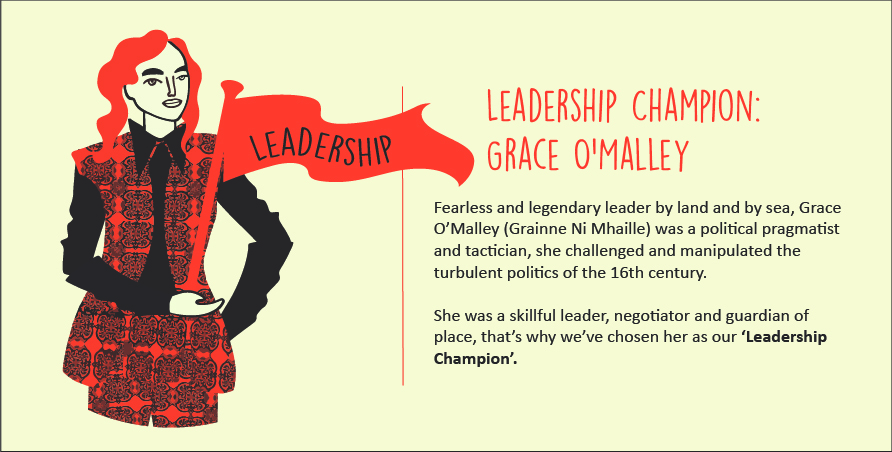 LEADERSHIP
LEADERSHIP CHAMPION:
GRACE O'MALLEY
Fearless and legendary leader by land and by sea, Grace
O’Malley (Grainne Ni Mhaille) was a political pragmatist
and tactician, she challenged and manipulated the
turbulent politics of the 16th century.
She was a skillful leader, negotiator and guardian of
place, that’s why we’ve chosen her as our ‘Leadership
Champion’.